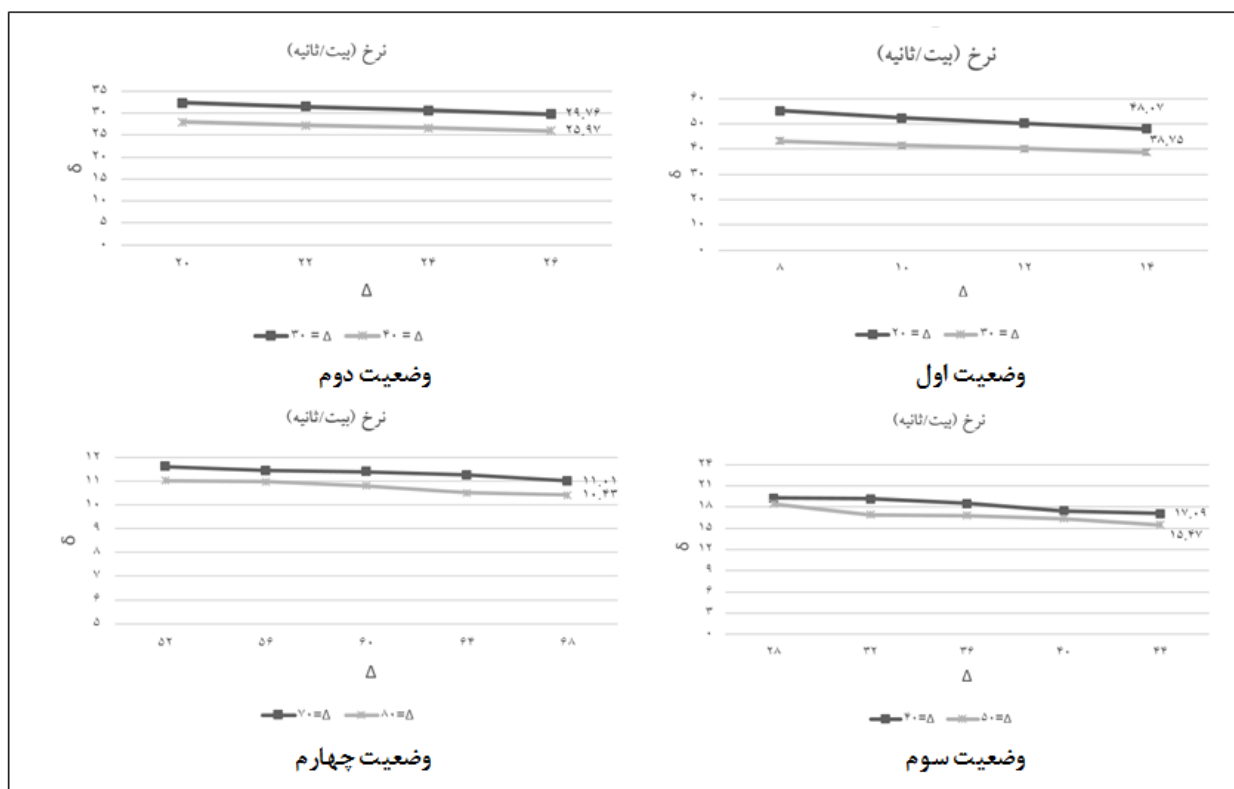 نرخ (بیت/ثانیه)
۶۰
۵۰
۴۰
۳۰
۲۰
۱۰
۰
δ
۴۸,۰۷
۳۸,۷۵
۸ ۱۰ ۱۲ ۱۴
Δ
۲۰ = Δ ۳۰ = Δ
وضعیت اول
نرخ (بیت/ثانیه)
۳۵
۳۰
۲۵
۲۰
۱۵
۱۰
۵
۰
δ
۲۹,۷۶
۲۵,۹۷
۲۰ ۲۲ ۲۴ ۲۶
Δ
۳۰ = Δ ۴۰ = Δ
وضعیت دوم
نرخ (بیت/ثانیه)
۲۴
۲۱
۱۸
۱۵
۱۲
۹
۶
۳
۰
δ
۱۷,۰۹
۱۵,۴۷
۲۸ ۳۲ ۳۶ ۴۰ ۴۴
Δ
۴۰=Δ ۵۰=Δ
وضعیت سوم
نرخ (بیت/ثانیه)
۱۲
۱۱
۱۰
۹
۸
۷
۶
۵
δ
۱۱,۰۱
۱۰,۴۳
۵۲ ۵۶ ۶۰ ۶۴ ۶۸
Δ
۷۰=Δ ۸۰=Δ
وضعیت چهارم